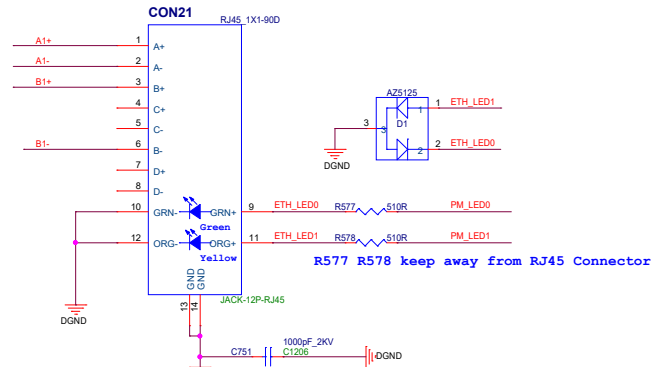 CON21
RJ45_1X1-90D
A1+ 1 A+
A1- 2 A-
B1+ 3 B+
4 C+
5 C-
B1- 6 B-
7 D+
8 D-
10 GRN- GRN+ 9 ETH_LED0 R577 510R PM_LED0
Green
12 ORG- ORG+ 11 ETH_LED1 R578 510R PM_LED1
Yellow
R577 R578 keep away from RJ45 Connector
GND
GND
13
14
JACK-12P-RJ45
DGND
AZ5125
1 1 ETH_LED1
D1
3 3
2 2 ETH_LED0
DGND
1000pF_2KV
C751 C1206 DGND